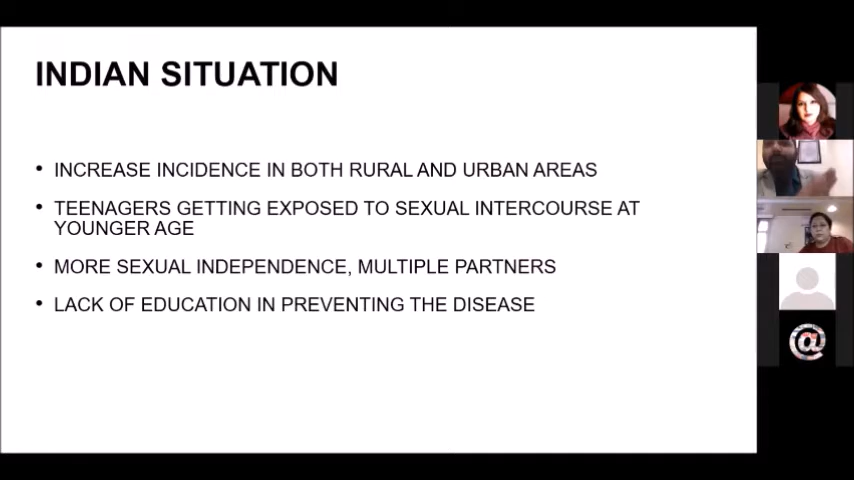 INDIAN SITUATION
• INCREASE INCIDENCE IN BOTH RURAL AND URBAN AREAS
• TEENAGERS GETTING EXPOSED TO SEXUAL INTERCOURSE AT
YOUNGER AGE
• MORE SEXUAL INDEPENDENCE, MULTIPLE PARTNERS
• LACK OF EDUCATION IN PREVENTING THE DISEASE
@